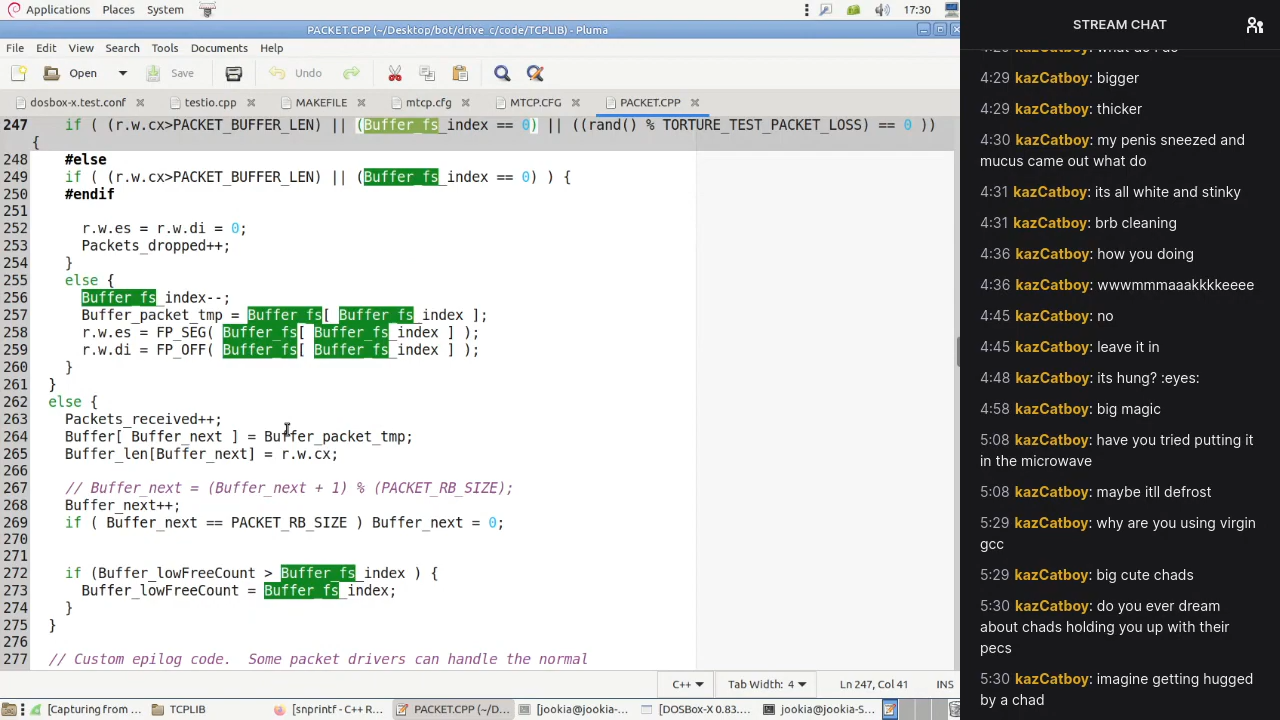 Applications Places System 17:30
PACKET.CPP (~/Desktop/bot/drive_c/code/TCPLIB) - Pluma
File Edit View Search Tools Documents Help
Open Save Undo
dosbox-x.test.conf testio.cpp MAKEFILE mtcp.cfg MTCP.CFG PACKET.CPP
247 if ( (r.w.cx>PACKET_BUFFER_LEN) || (Buffer_fs_index == 0) || ((rand() % TORTURE_TEST_PACKET_LOSS) == 0 ))
{
248 #else
249 if ( (r.w.cx>PACKET_BUFFER_LEN) || (Buffer_fs_index == 0) ) {
250 #endif
251
252 r.w.es = r.w.di = 0;
253 Packets_dropped++;
254 }
255 else {
256 Buffer_fs_index--;
257 Buffer_packet_tmp = Buffer_fs[ Buffer_fs_index ];
258 r.w.es = FP_SEG( Buffer_fs[ Buffer_fs_index ] );
259 r.w.di = FP_OFF( Buffer_fs[ Buffer_fs_index ] );
260 }
261 }
262 else {
263 Packets_received++;
264 Buffer[ Buffer_next ] = Buffer_packet_tmp;
265 Buffer_len[Buffer_next] = r.w.cx;
266
267 // Buffer_next = (Buffer_next + 1) % (PACKET_RB_SIZE);
268 Buffer_next++;
269 if ( Buffer_next == PACKET_RB_SIZE ) Buffer_next = 0;
270
271
272 if (Buffer_lowFreeCount > Buffer_fs_index ) {
273 Buffer_lowFreeCount = Buffer_fs_index;
274 }
275 }
276
277 // Custom epilog code. Some packet drivers can handle the normal
C++ Tab Width: 4 Ln 247, Col 41 INS
[Capturing from ... TCPLIB [snprintf - C++ R... PACKET.CPP (~/D... [jookia@jookia-... [DOSBox-X 0.83.... jookia@jookia-S...
STREAM CHAT
4:29 kazCatboy: what do i do
4:29 kazCatboy: bigger
4:29 kazCatboy: thicker
4:30 kazCatboy: my penis sneezed and
mucus came out what do
4:31 kazCatboy: its all white and stinky
4:31 kazCatboy: brb cleaning
4:36 kazCatboy: how you doing
4:36 kazCatboy: wwwmmmaaakkkeeee
4:45 kazCatboy: no
4:45 kazCatboy: leave it in
4:48 kazCatboy: its hung? :eyes:
4:58 kazCatboy: big magic
5:08 kazCatboy: have you tried putting it
in the microwave
5:08 kazCatboy: maybe itll defrost
5:29 kazCatboy: why are you using virgin
gcc
5:29 kazCatboy: big cute chads
5:30 kazCatboy: do you ever dream
about chads holding you up with their
pecs
5:30 kazCatboy: imagine getting hugged
by a chad